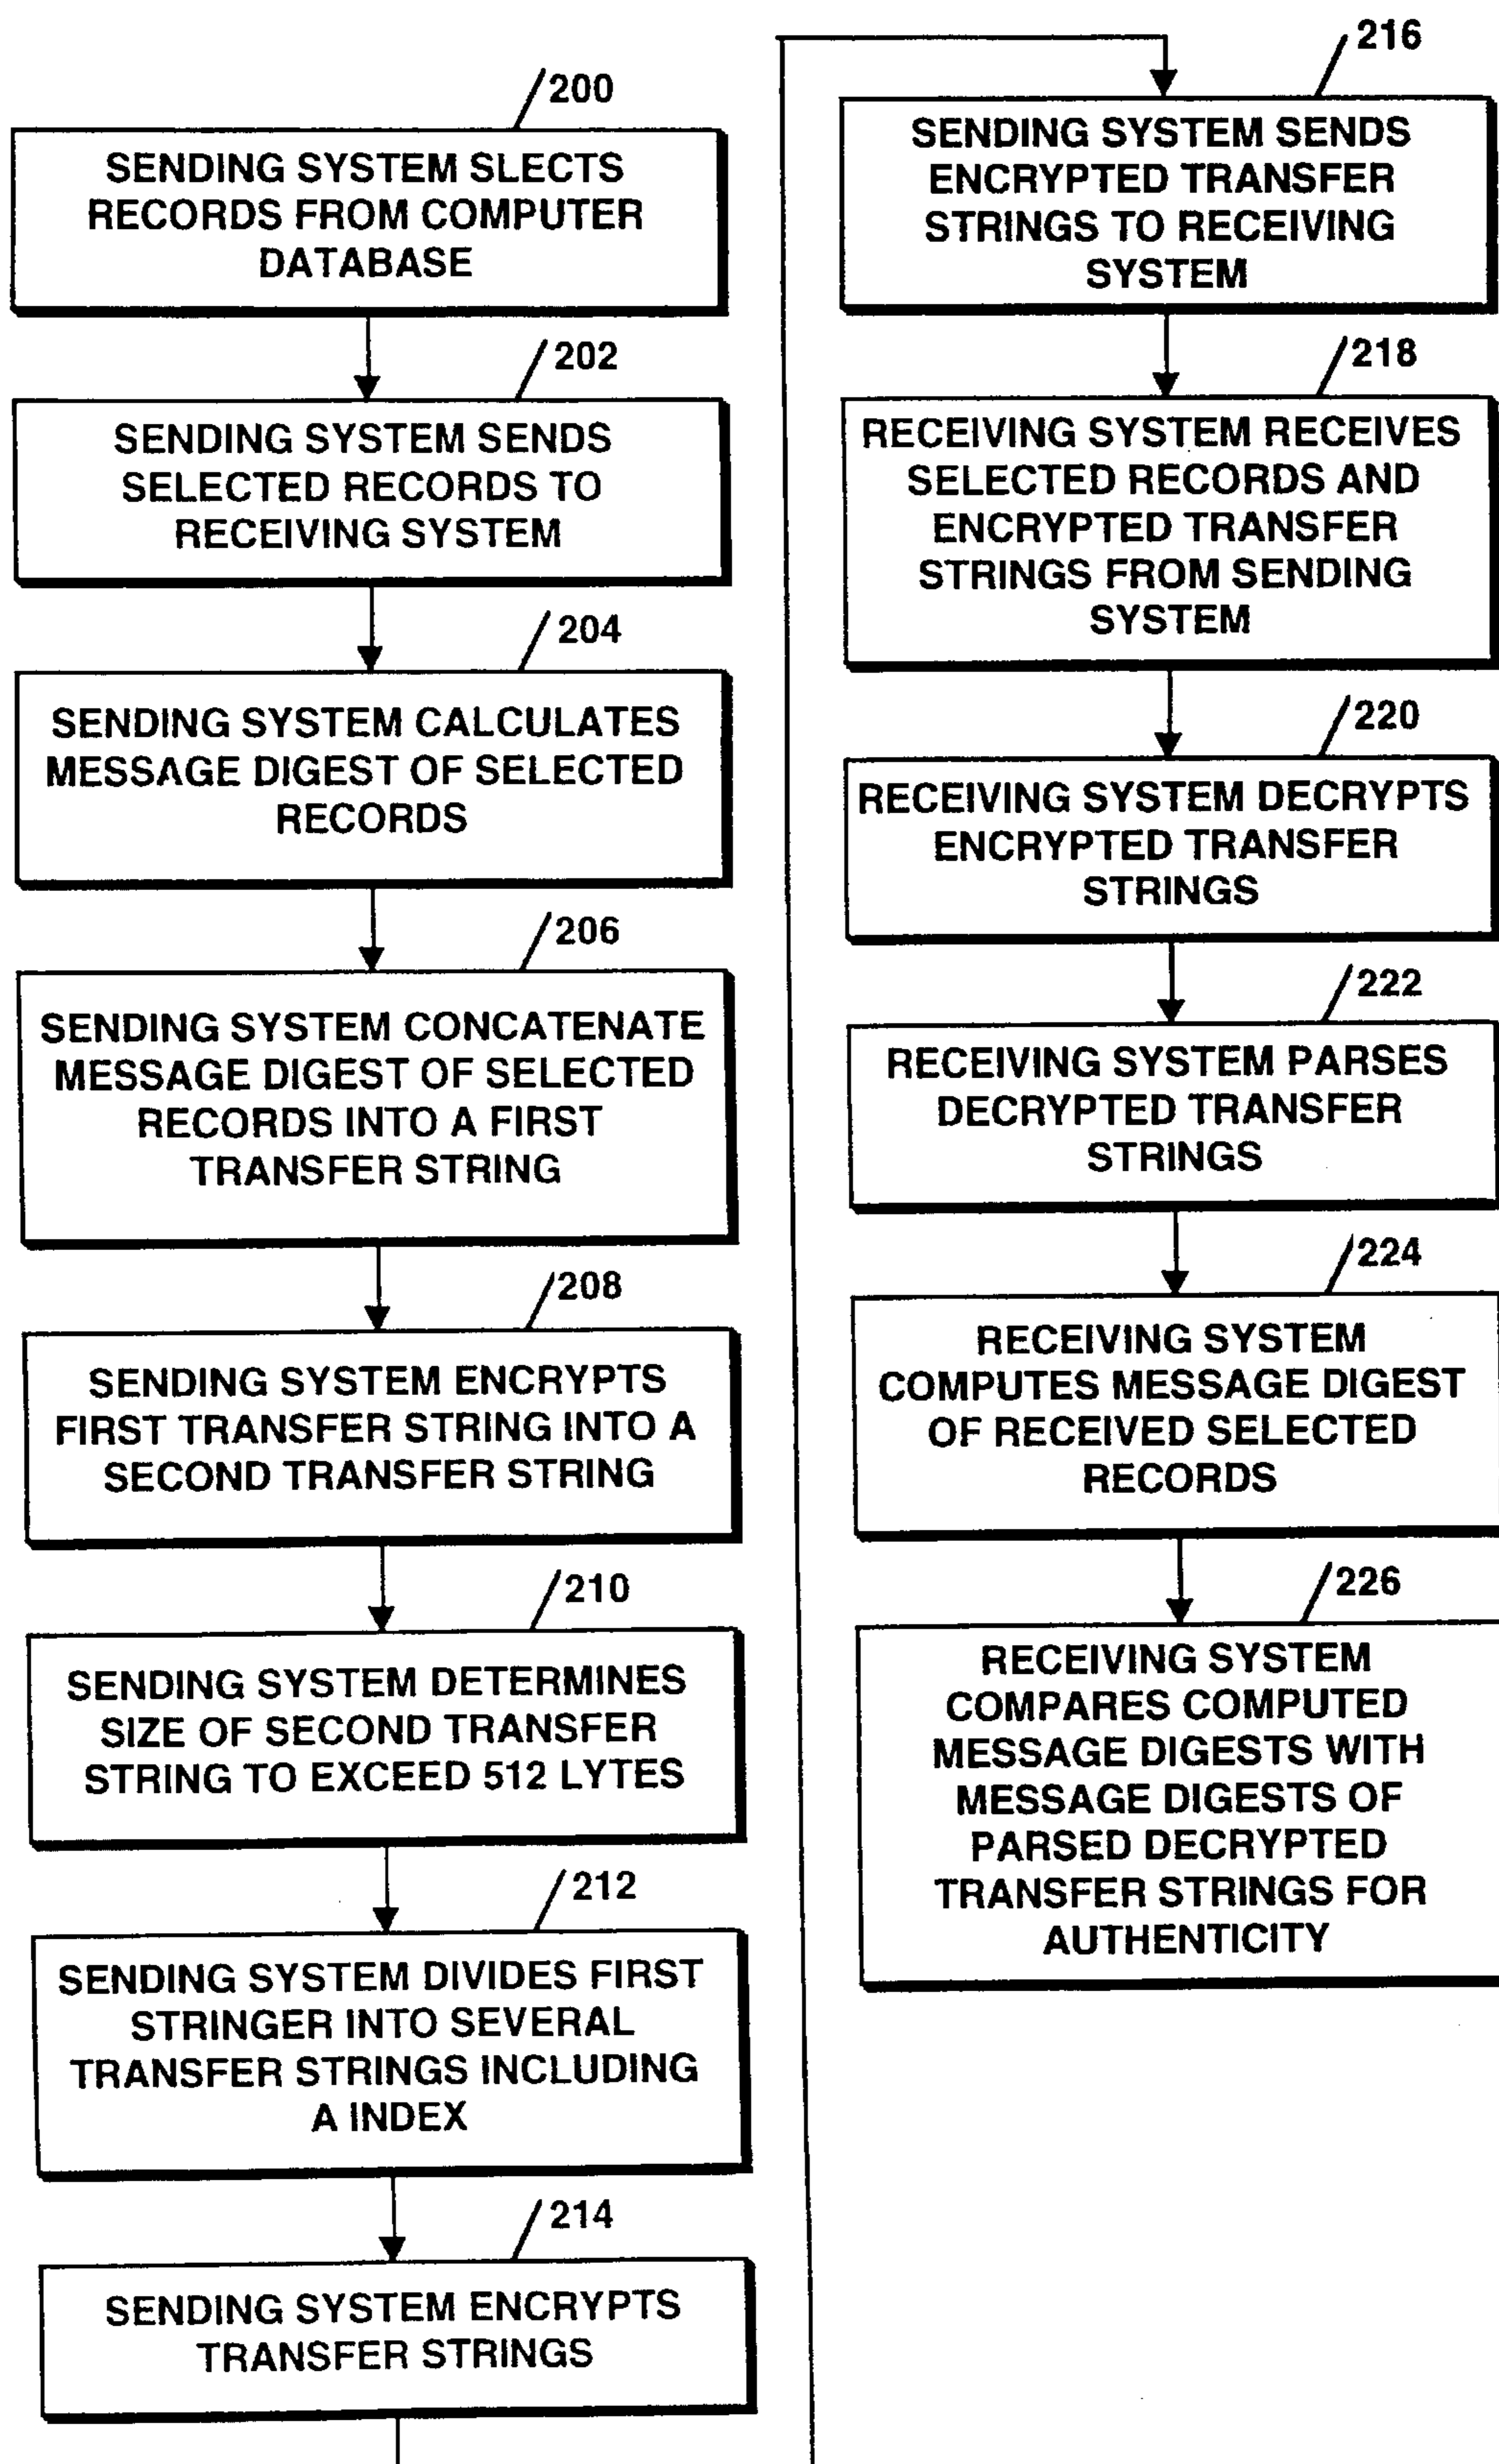 200
SENDING SYSTEM SLECTS
RECORDS FROM COMPUTER
DATABASE
202
SENDING SYSTEM SENDS
SELECTED RECORDS TO
RECEIVING SYSTEM
204
SENDING SYSTEM CALCULATES
MESSAGE DIGEST OF SELECTED
RECORDS
206
SENDING SYSTEM CONCATENATE
MESSAGE DIGEST OF SELECTED
RECORDS INTO A FIRST
TRANSFER STRING
208
SENDING SYSTEM ENCRYPTS
FIRST TRANSFER STRING INTO A
SECOND TRANSFER STRING
210
SENDING SYSTEM DETERMINES
SIZE OF SECOND TRANSFER
STRING TO EXCEED 512 LYTES
212
SENDING SYSTEM DIVIDES FIRST
STRINGER INTO SEVERAL
TRANSFER STRINGS INCLUDING
A INDEX
214
SENDING SYSTEM ENCRYPTS
TRANSFER STRINGS
216
SENDING SYSTEM SENDS
ENCRYPTED TRANSFER
STRINGS TO RECEIVING
SYSTEM
218
RECEIVING SYSTEM RECEIVES
SELECTED RECORDS AND
ENCRYPTED TRANSFER
STRINGS FROM SENDING
SYSTEM
220
RECEIVING SYSTEM DECRYPTS
ENCRYPTED TRANSFER
STRINGS
222
RECEIVING SYSTEM PARSES
DECRYPTED TRANSFER
STRINGS
224
RECEIVING SYSTEM
COMPUTES MESSAGE DIGEST
OF RECEIVED SELECTED
RECORDS
226
RECEIVING SYSTEM
COMPARES COMPUTED
MESSAGE DIGESTS WITH
MESSAGE DIGESTS OF
PARSED DECRYPTED
TRANSFER STRINGS FOR
AUTHENTICITY